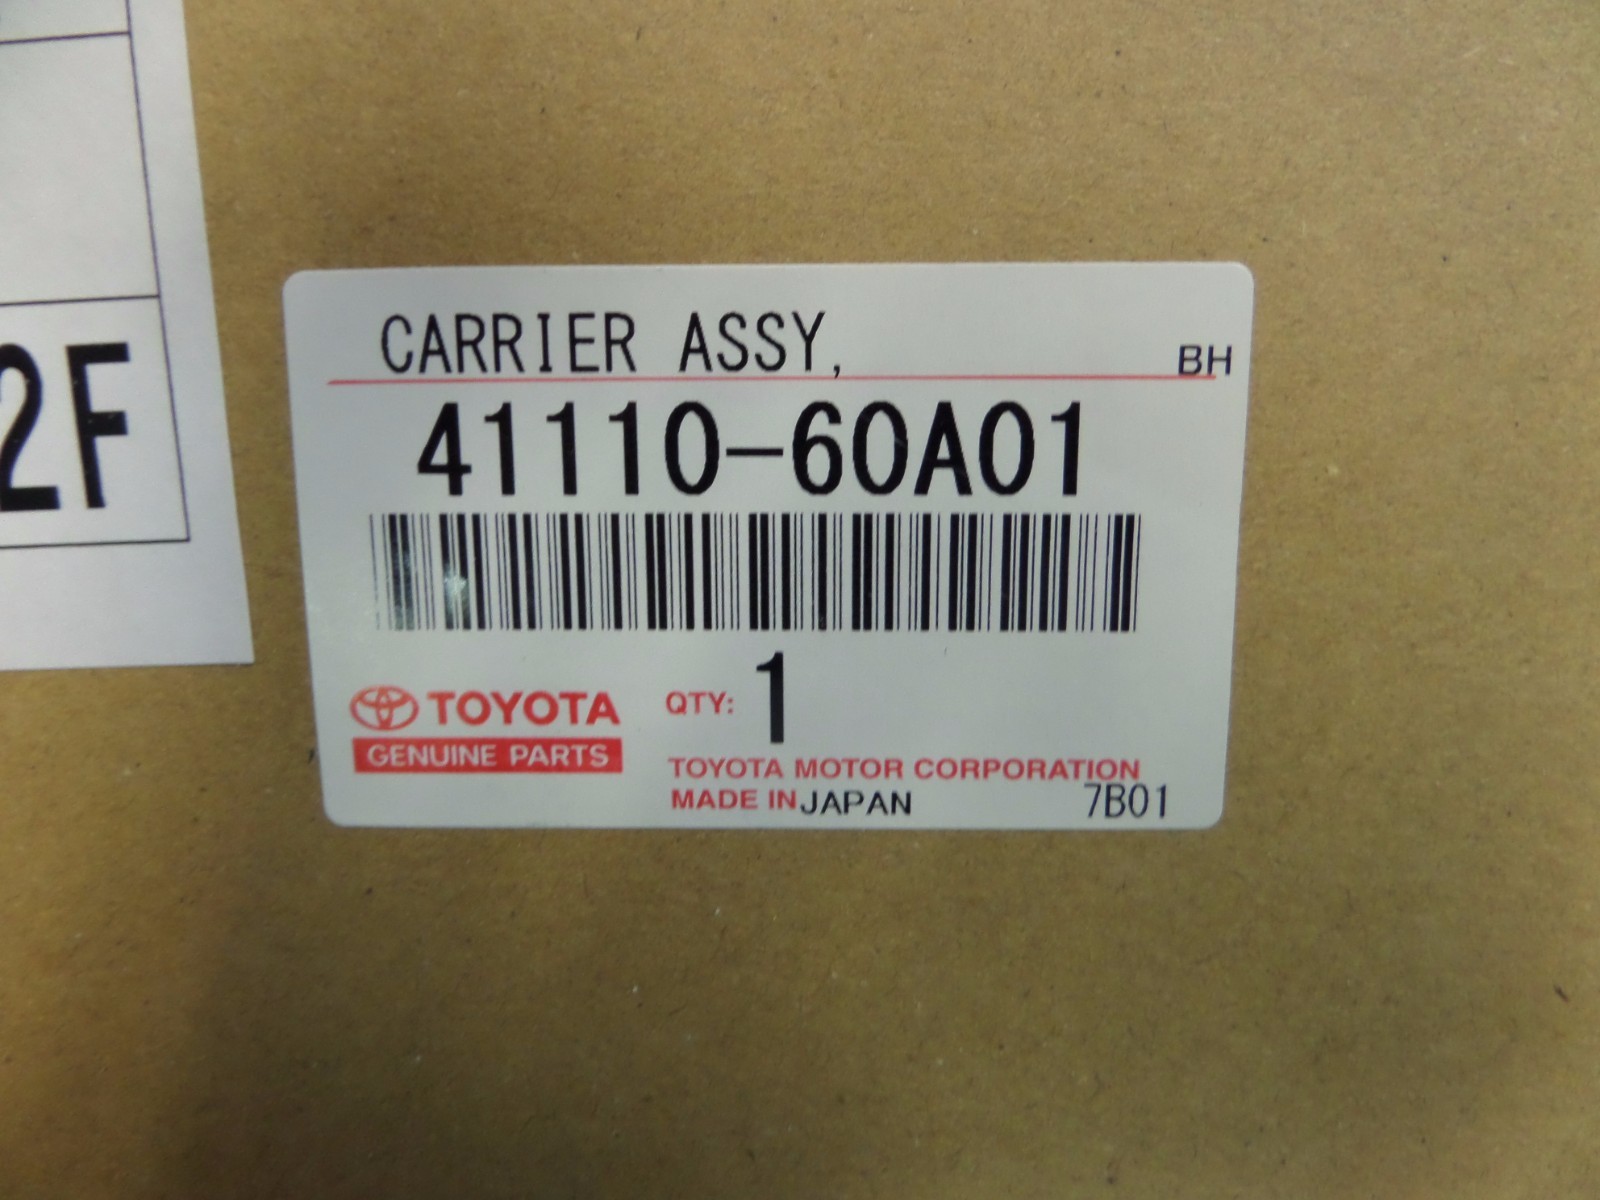 2F
CARRIER ASSY,
BH
41110-60A01
TOYOTA
GENUINE PARTS
QTY: 1
TOYOTA MOTOR CORPORATION
MADE IN JAPAN
7B01